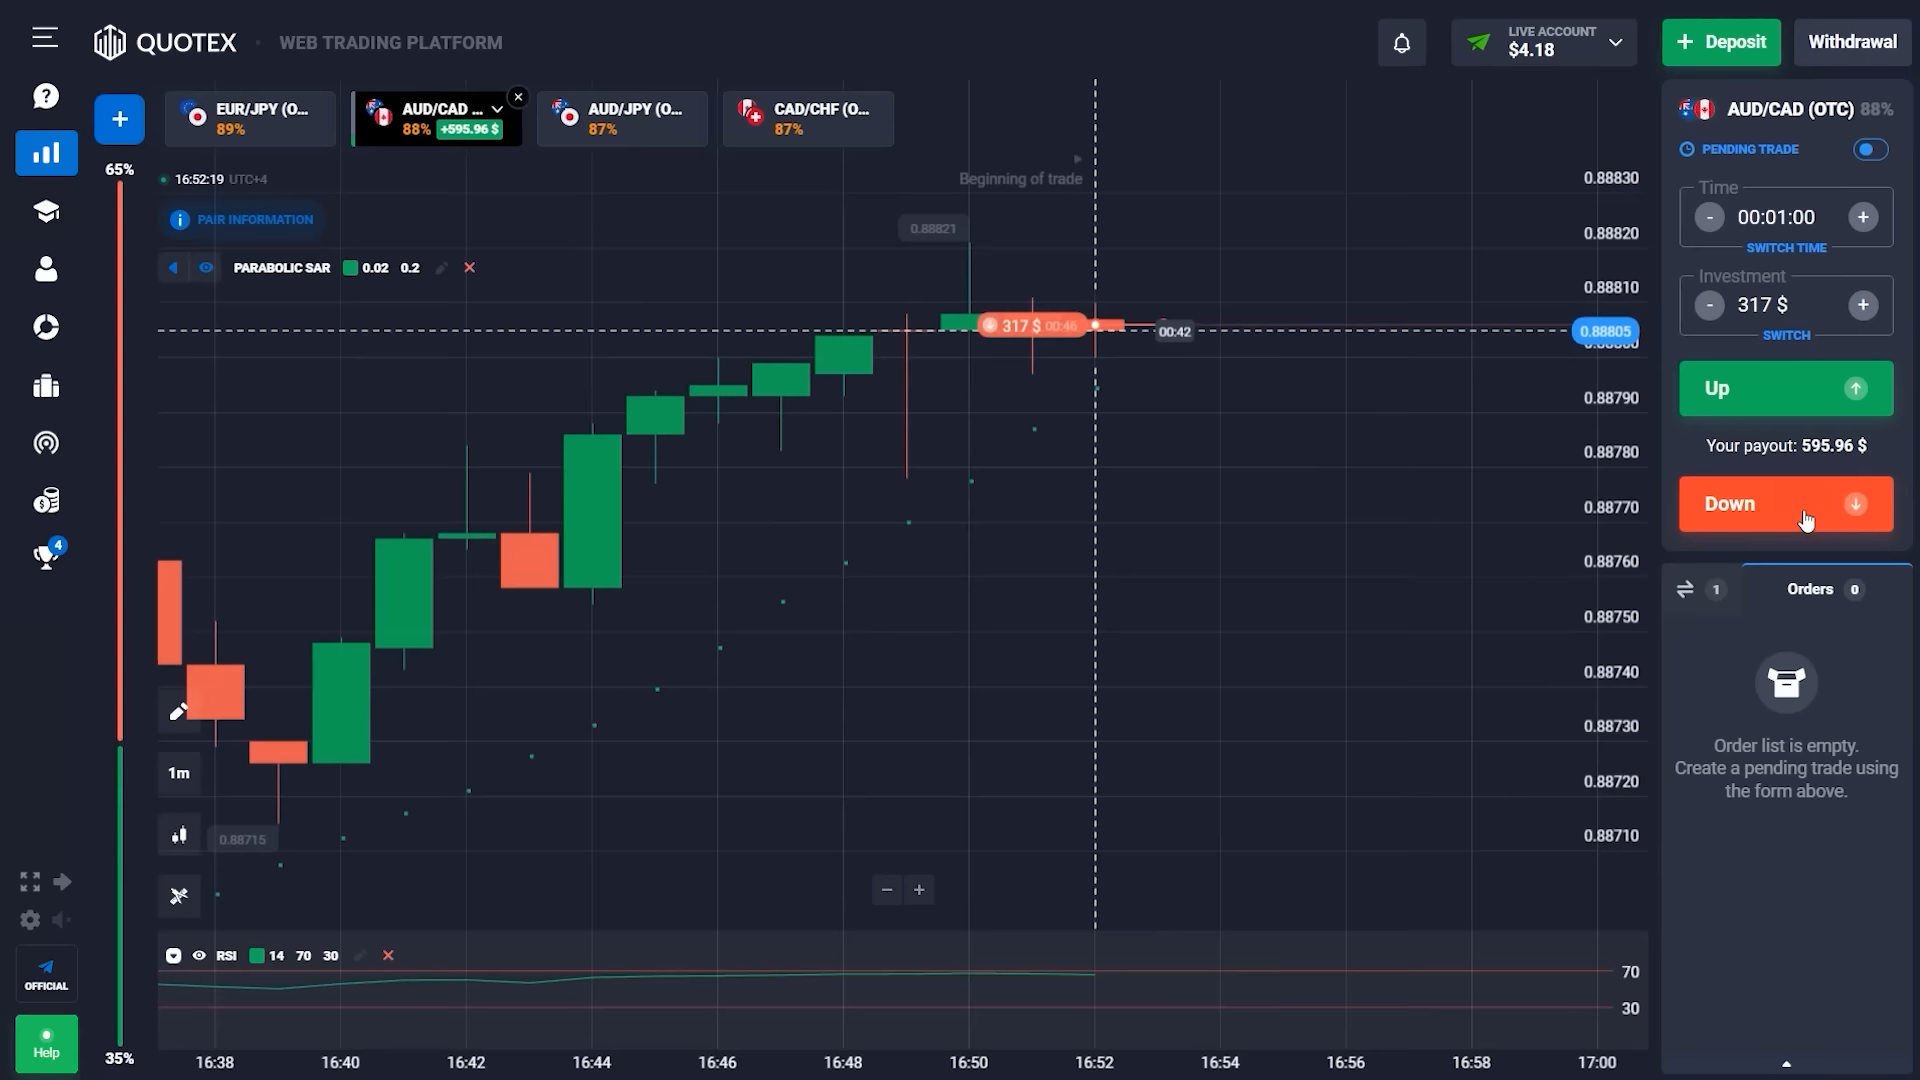 QUOTEX
WEB TRADING PLATFORM
LIVE ACCOUNT
$4.18
Deposit
Withdrawal
EUR/JPY (O...
89%
AUD/CAD ...
88% +595.96 $
AUD/JPY (O...
87%
CAD/CHF (O...
87%
65%
16:52:19 UTC+4
PAIR INFORMATION
PARABOLIC SAR 0.02 0.2
Beginning of trade
0.88821
317 $ 00:46
00:42
0.88805
0.88830
0.88820
0.88810
0.88790
0.88780
0.88770
0.88760
0.88750
0.88740
0.88730
0.88720
0.88710
0.88715
1m
AUD/CAD (OTC) 88%
PENDING TRADE
Time
- 00:01:00 +
SWITCH TIME
Investment
- 317 $ +
SWITCH
Up
Your payout: 595.96 $
Down
1
Orders 0
Order list is empty.
Create a pending trade using
the form above.
4
OFFICIAL
Help
35%
RSI 14 70 30
70
30
16:38
16:40
16:42
16:44
16:46
16:48
16:50
16:52
16:54
16:56
16:58
17:00